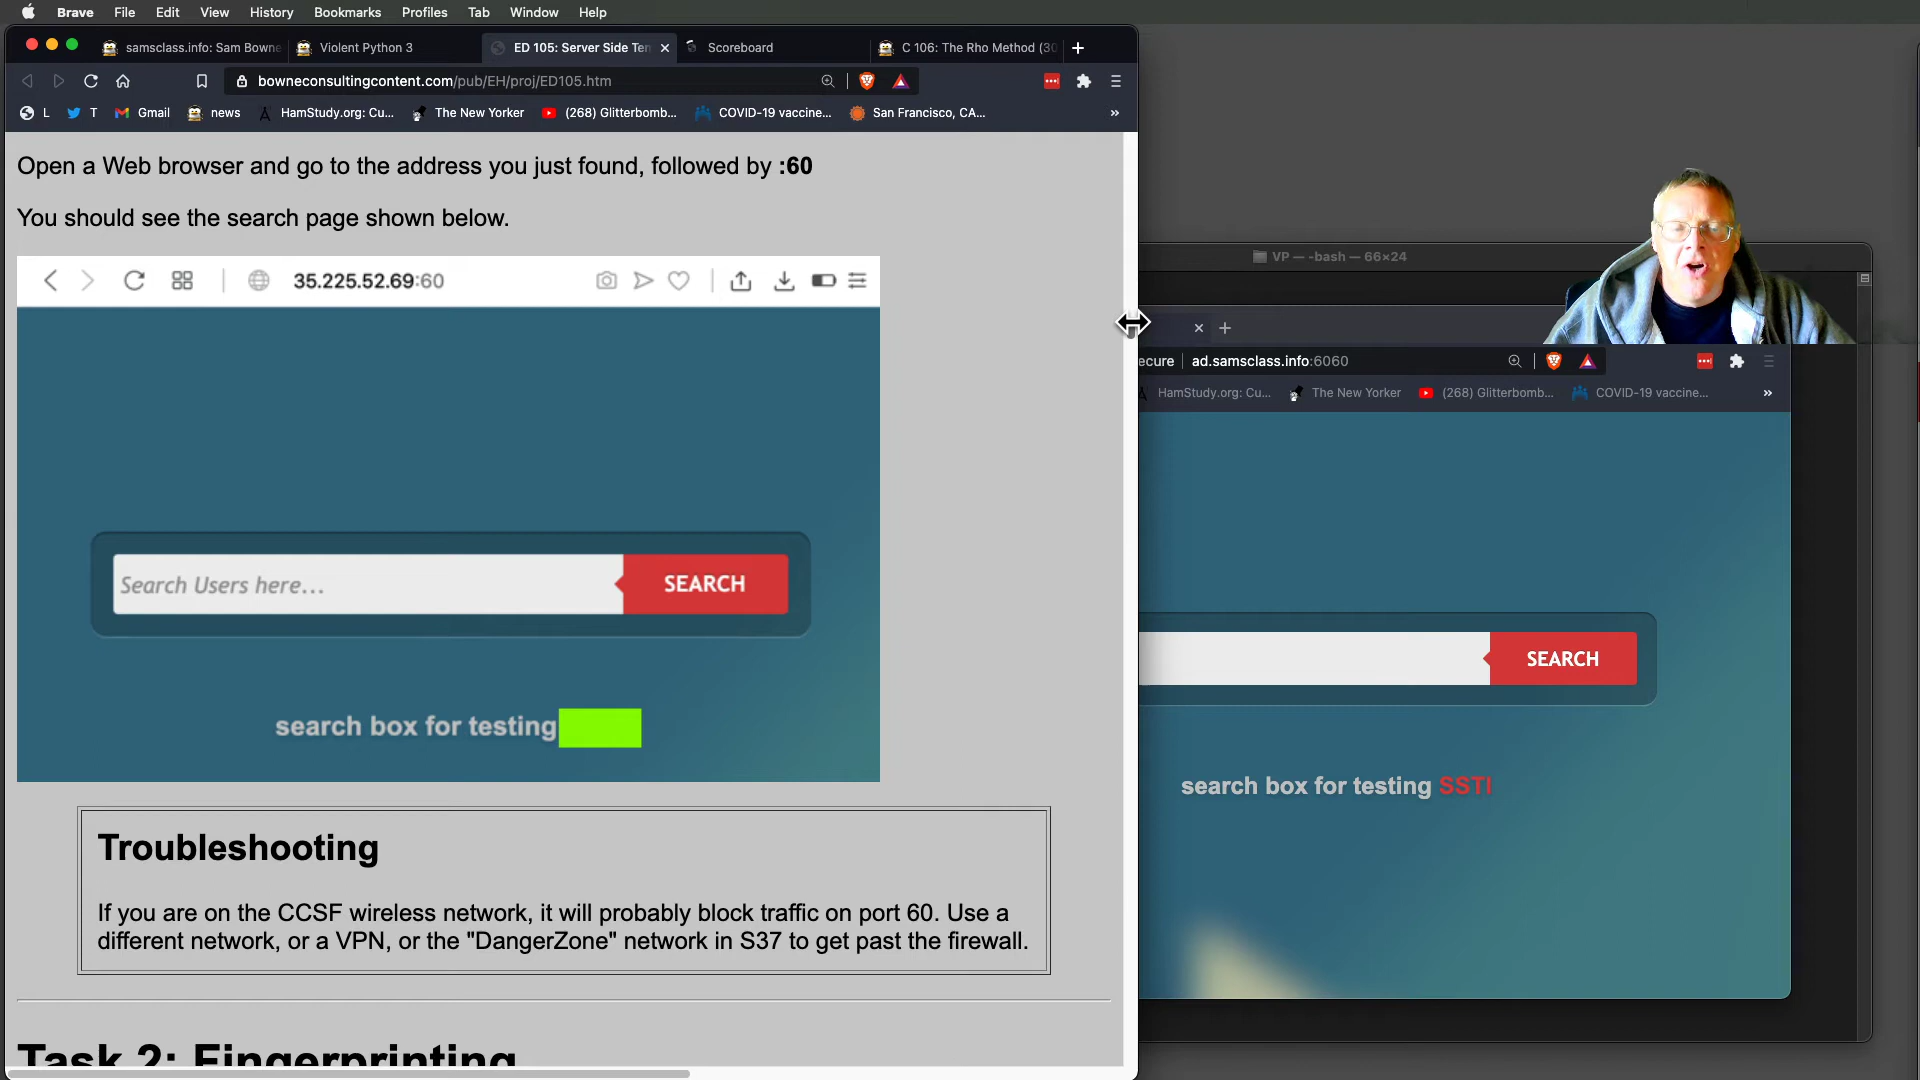 Brave File Edit View History Bookmarks Profiles Tab Window Help
samsclass.info: Sam Bowne
Violent Python 3
ED 105: Server Side Ten
Scoreboard
C 106: The Rho Method (30
bowneconsultingcontent.com/pub/EH/proj/ED105.htm
L T Gmail news HamStudy.org: Cu... The New Yorker (268) Glitterbomb... COVID-19 vaccine... San Francisco, CA... »
Open a Web browser and go to the address you just found, followed by :60
You should see the search page shown below.
35.225.52.69:60
Search Users here...
SEARCH
search box for testing
Troubleshooting
If you are on the CCSF wireless network, it will probably block traffic on port 60. Use a
different network, or a VPN, or the "DangerZone" network in S37 to get past the firewall.
Task 2: Fingerprinting
VP — -bash — 66×24
ecure ad.samsclass.info:6060
HamStudy.org: Cu... The New Yorker (268) Glitterbomb... COVID-19 vaccine... »
SEARCH
search box for testing SSTI